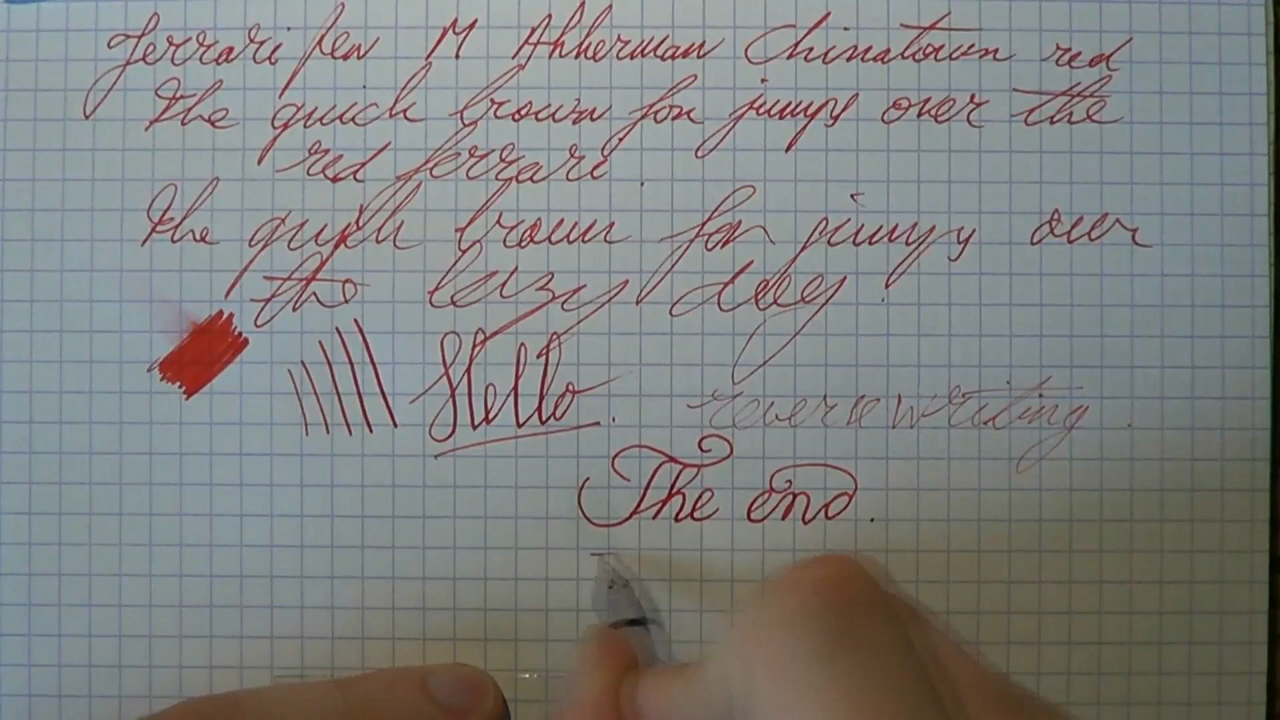 Ferrari pen M Akkerman Chinatown red
The quick brown fox jumps over the
red ferrari.
The quick brown fox jumps over
the lazy dog.
Hello. reverse writing.
The end.